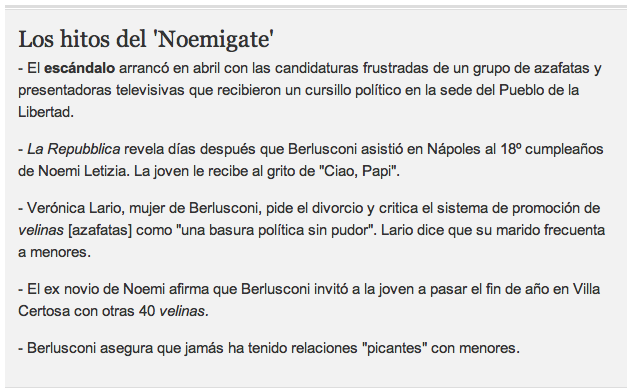 Los hitos del 'Noemigate'
- El escándalo arrancó en abril con las candidaturas frustradas de un grupo de azafatas y
presentadoras televisivas que recibieron un cursillo político en la sede del Pueblo de la
Libertad.
- La Repubblica revela días después que Berlusconi asistió en Nápoles al 18º cumpleaños
de Noemi Letizia. La joven le recibe al grito de "Ciao, Papi".
- Verónica Lario, mujer de Berlusconi, pide el divorcio y critica el sistema de promoción de
velinas [azafatas] como "una basura política sin pudor". Lario dice que su marido frecuenta
a menores.
- El ex novio de Noemi afirma que Berlusconi invitó a la joven a pasar el fin de año en Villa
Certosa con otras 40 velinas.
- Berlusconi asegura que jamás ha tenido relaciones "picantes" con menores.